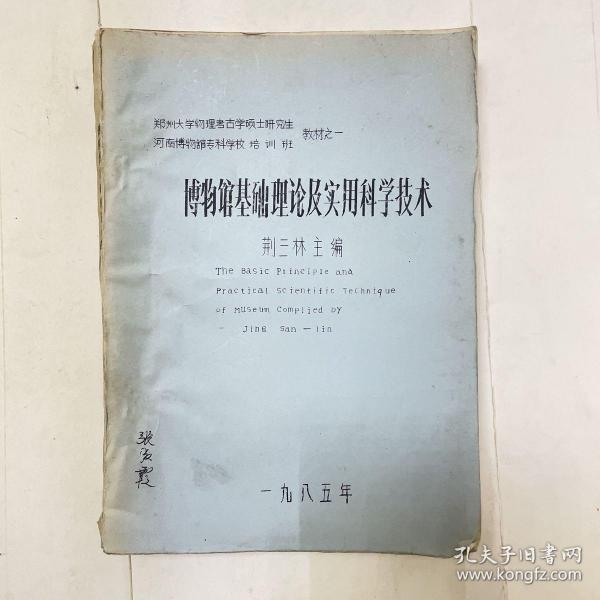 郑州大学物理考古学硕士研究生
河南博物馆专科学校培训班 教材之一
博物馆基础理论及实用科学技术
荆三林主编
The Basic Principle and
Practical Scientific Technique
of Museum Complied by
Jing San-lin
一九八五年
孔夫子旧书网
www.kongfz.com